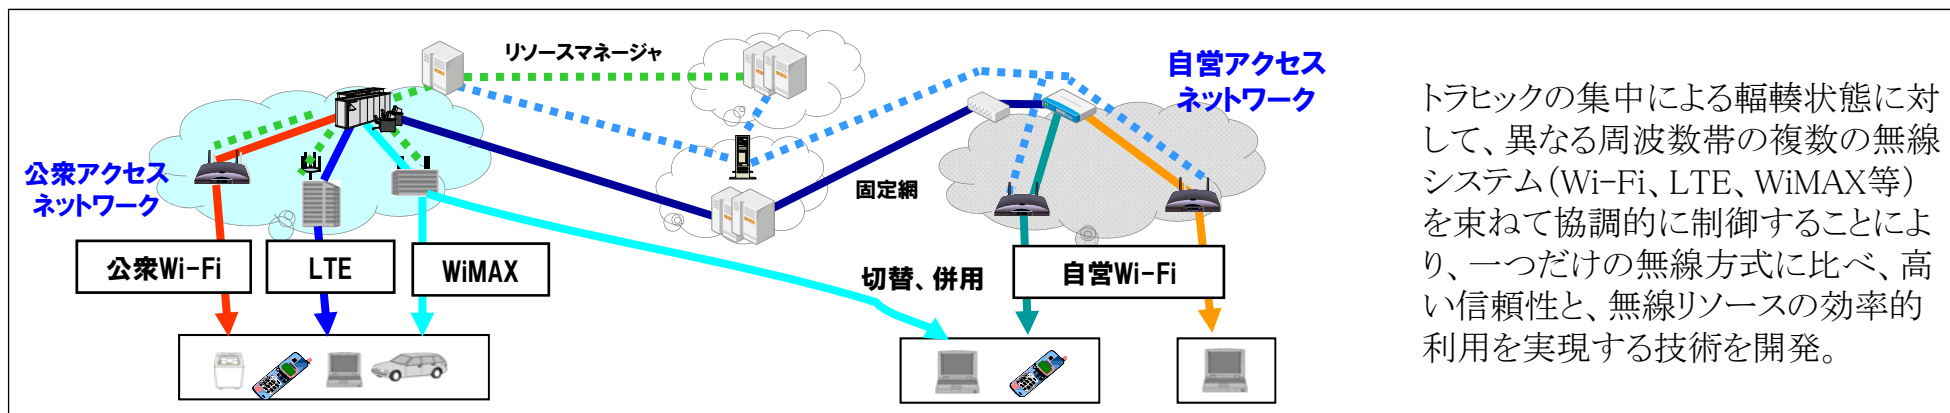 リソースマネージャ
自営アクセス
ネットワーク
公衆アクセス
ネットワーク
固定網
公衆Wi-Fi
LTE
WiMAX
切替、併用
自営Wi-Fi
トラヒックの集中による輻輳状態に対
して、異なる周波数帯の複数の無線
システム(Wi-Fi、LTE、WiMAX等)
を束ねて協調的に制御することによ
り、一つだけの無線方式に比べ、高
い信頼性と、無線リソースの効率的
利用を実現する技術を開発。